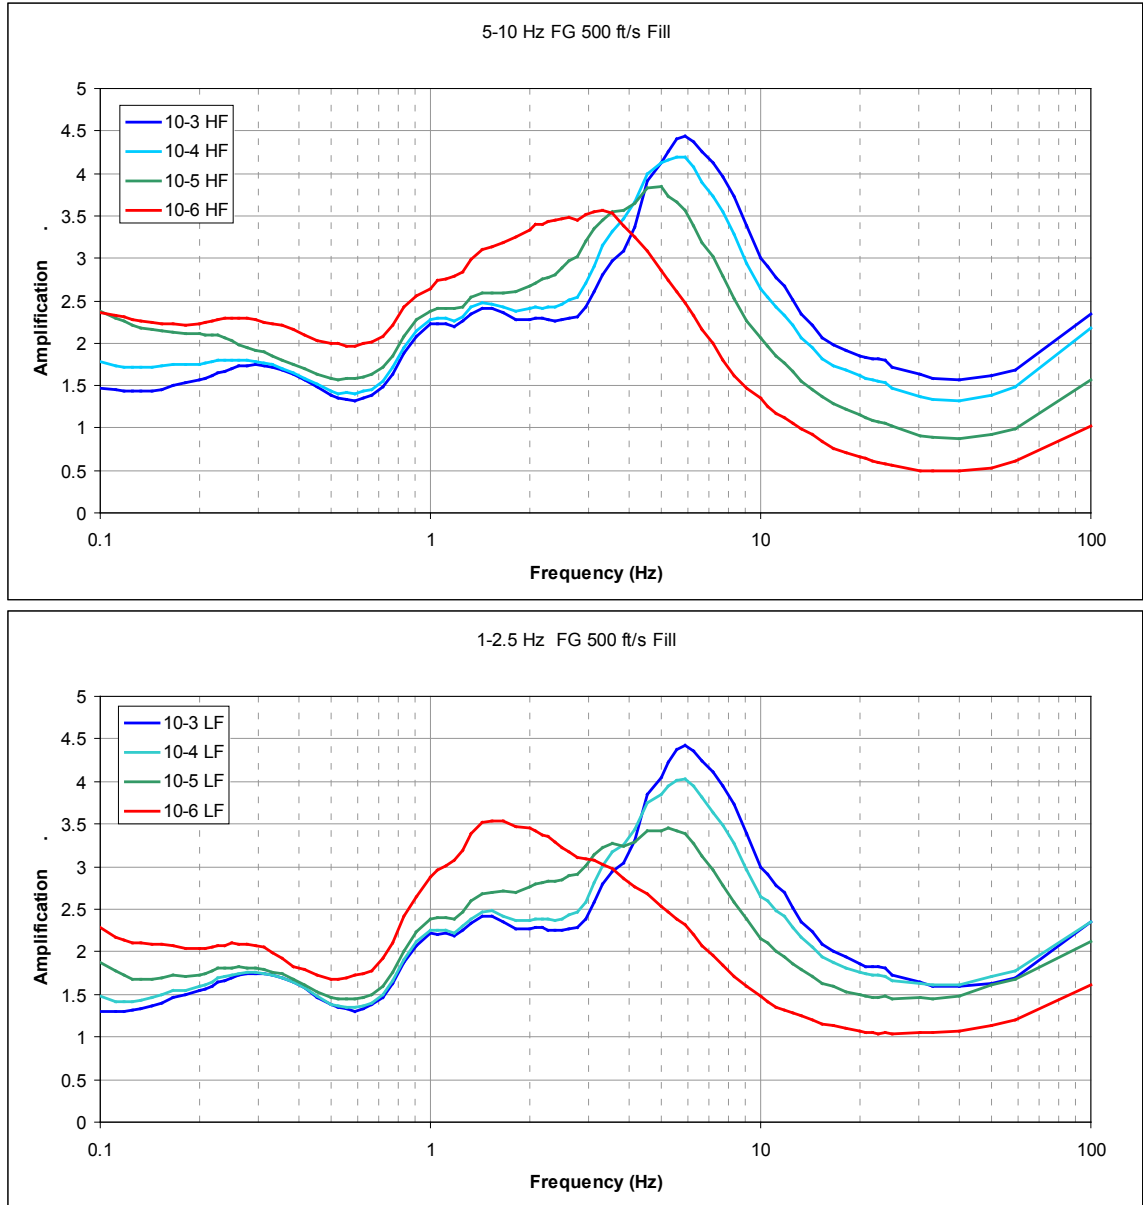 5-10 Hz FG 500 ft/s Fill
5
4.5
4
3.5
3
2.5
2
1.5
1
0.5
0
10-3 HF
10-4 HF
10-5 HF
10-6 HF
Amplification
.
0.1 1 10 100
Frequency (Hz)
1-2.5 Hz  FG 500 ft/s Fill
5
4.5
4
3.5
3
2.5
2
1.5
1
0.5
0
10-3 LF
10-4 LF
10-5 LF
10-6 LF
Amplification
.
0.1 1 10 100
Frequency (Hz)